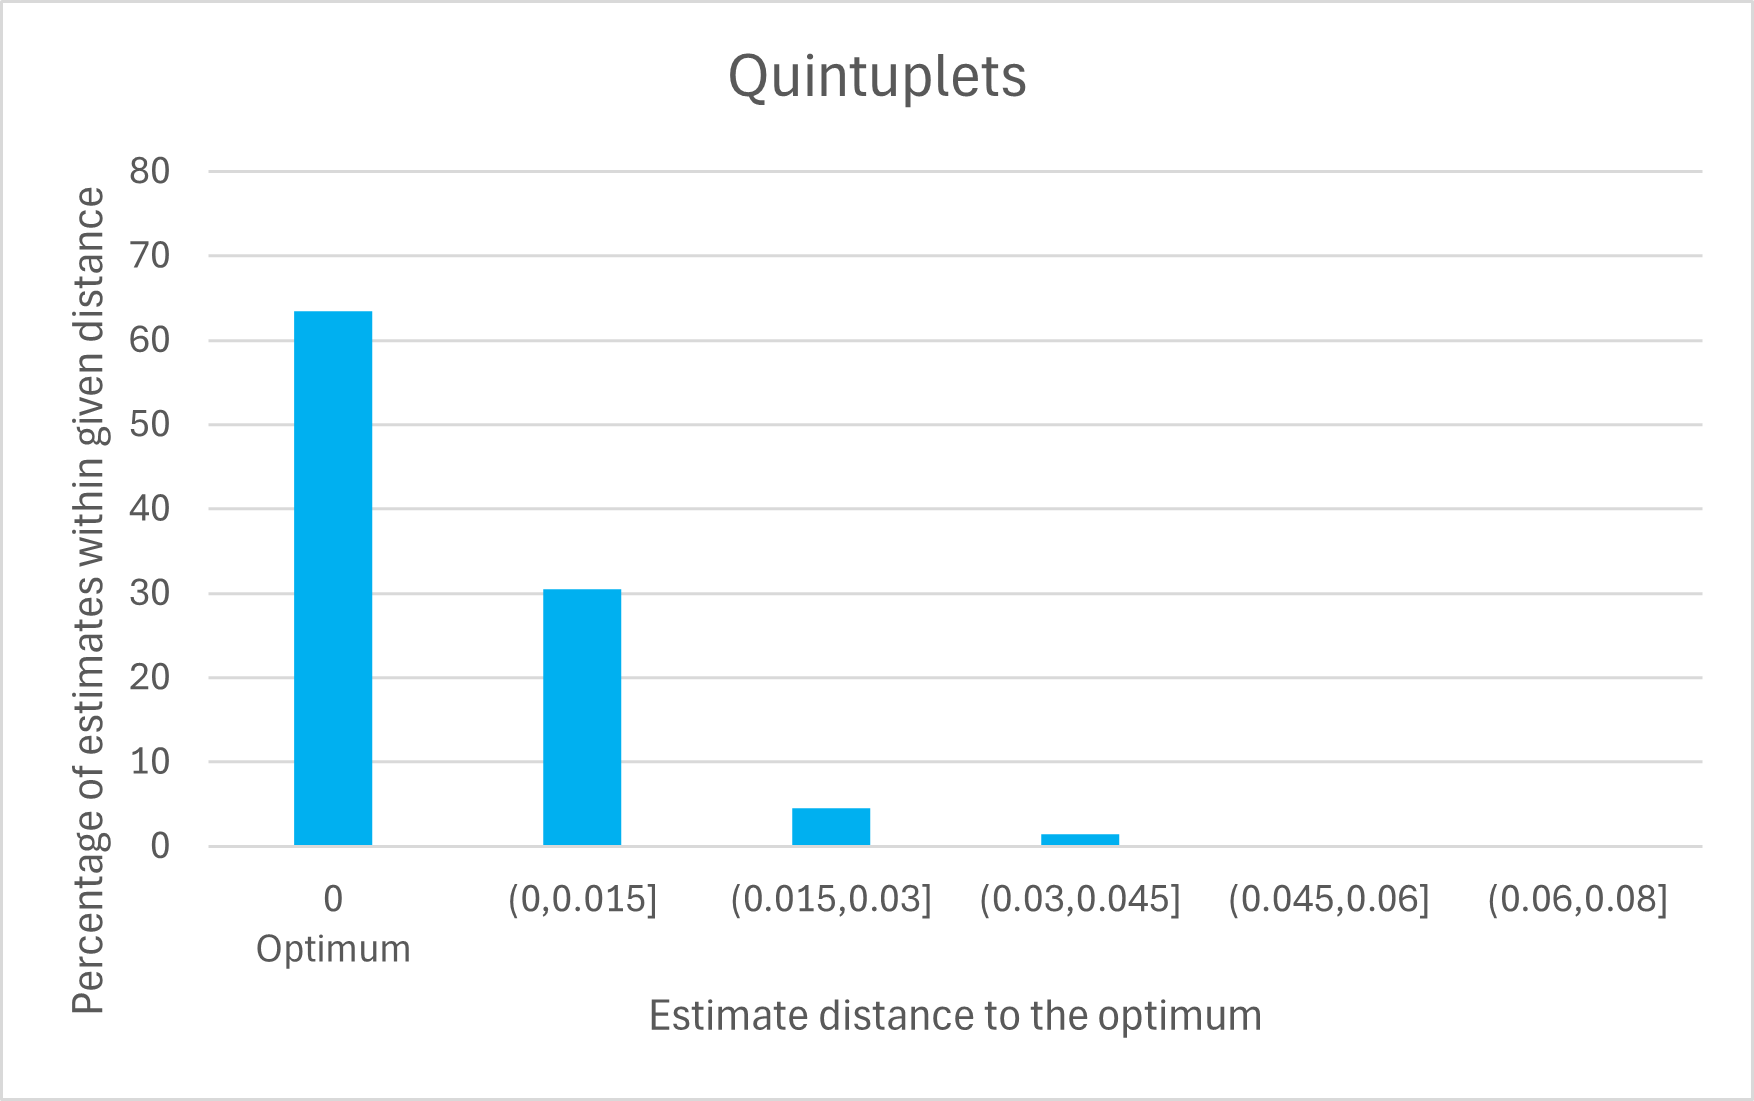 Quintuplets
Percentage of estimates within given distance
80
70
60
50
40
30
20
10
0
0 (0,0.015] (0.015,0.03] (0.03,0.045] (0.045,0.06] (0.06,0.08]
Optimum
Estimate distance to the optimum